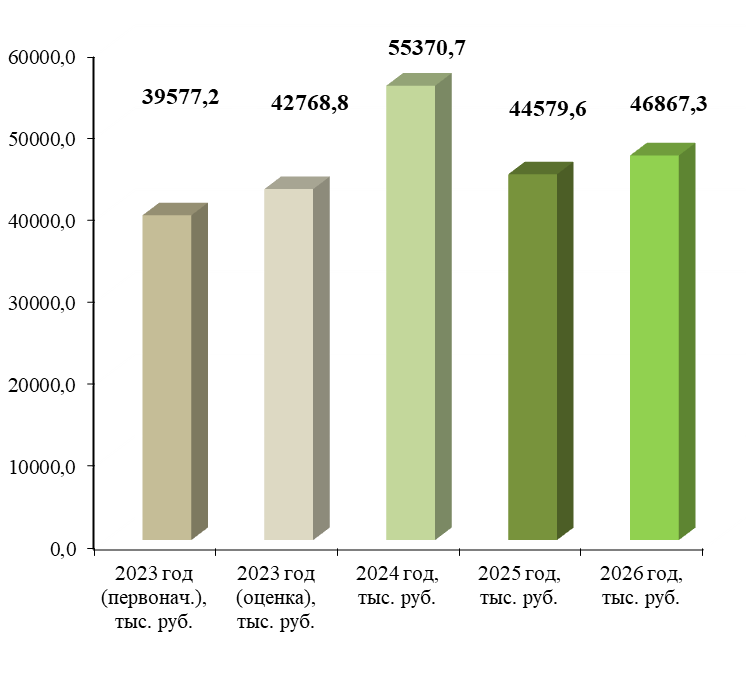 55370,7
39577,2
42768,8
44579,6
46867,3
60000,0
50000,0
40000,0
30000,0
20000,0
10000,0
0,0
2023 год
(первонач.),
тыс. руб.
2023 год
(оценка),
тыс. руб.
2024 год,
тыс. руб.
2025 год,
тыс. руб.
2026 год,
тыс. руб.